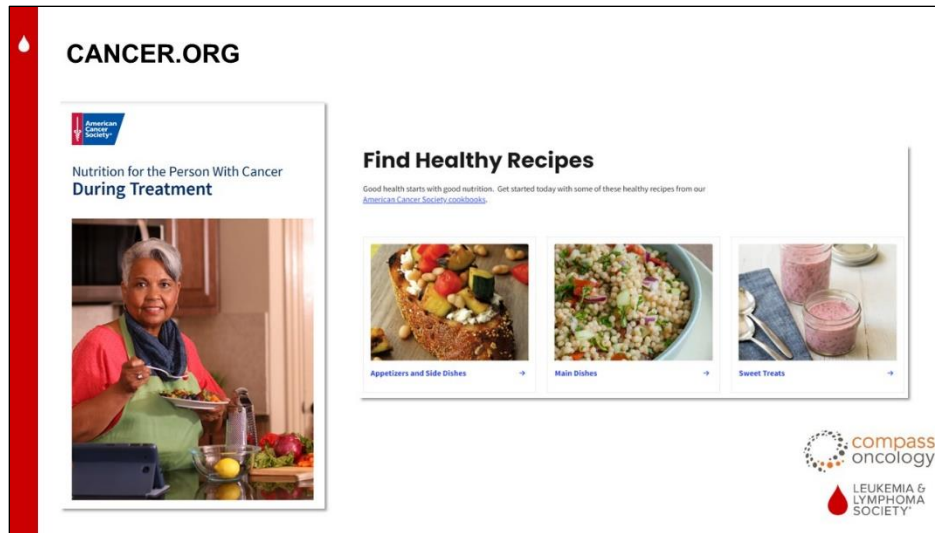 CANCER.ORG
American
Cancer
Society®
Nutrition for the Person With Cancer
During Treatment
Find Healthy Recipes
Good health starts with good nutrition. Get started today with some of these healthy recipes from our
American Cancer Society cookbooks.
Appetizers and Side Dishes →
Main Dishes →
Sweet Treats →
compass
oncology
LEUKEMIA &
LYMPHOMA
SOCIETY®